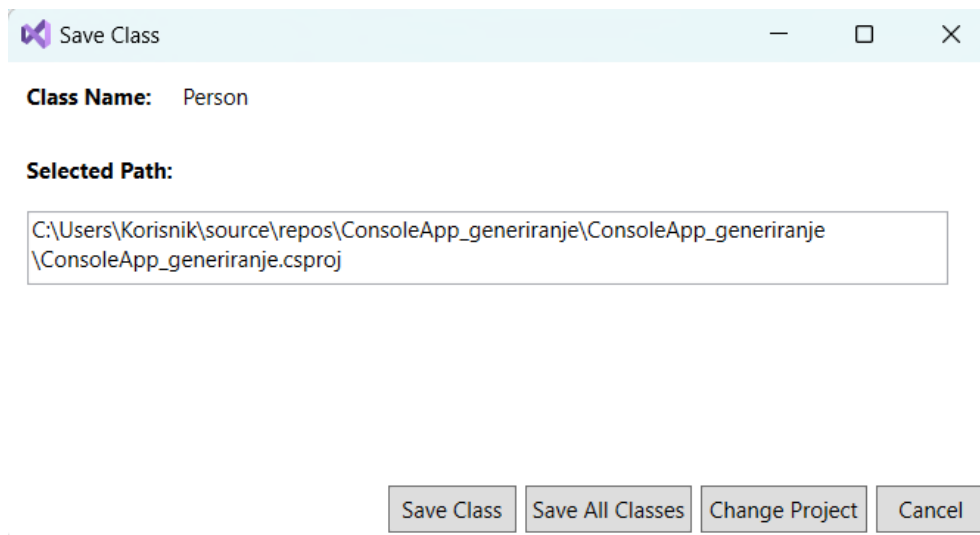 Save Class
Class Name: Person
Selected Path:
C:\Users\Korisnik\source\repos\ConsoleApp_generiranje\ConsoleApp_generiranje
\ConsoleApp_generiranje.csproj
Save Class Save All Classes Change Project Cancel